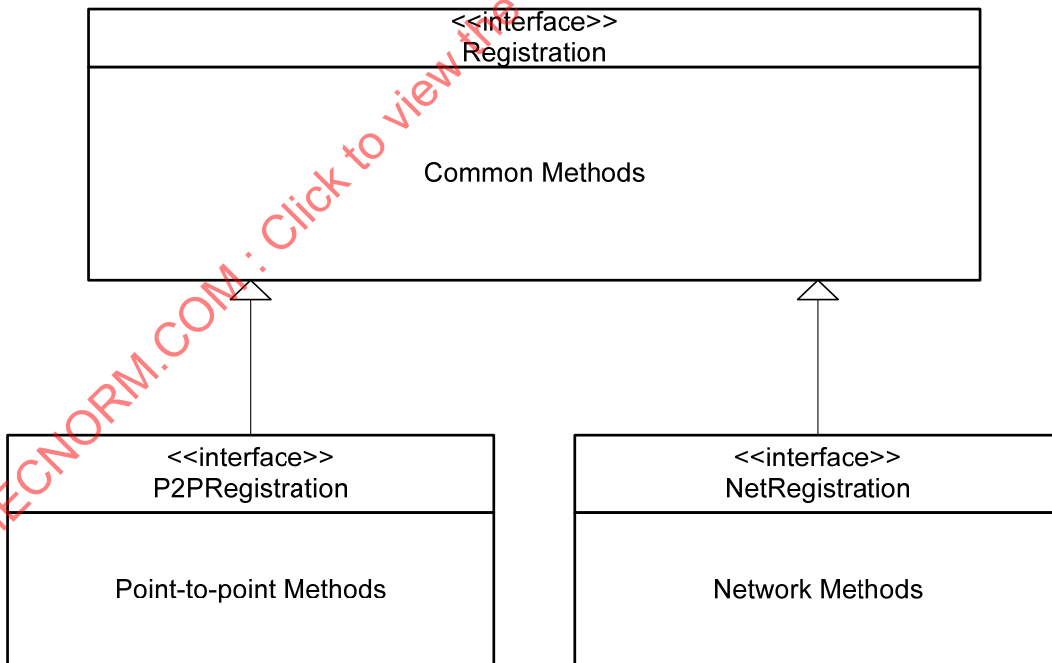 <<interface>>
Registration
Common Methods
<<interface>>
P2PRegistration
Point-to-point Methods
<<interface>>
NetRegistration
Network Methods
ECNORM.COM : Click to view the